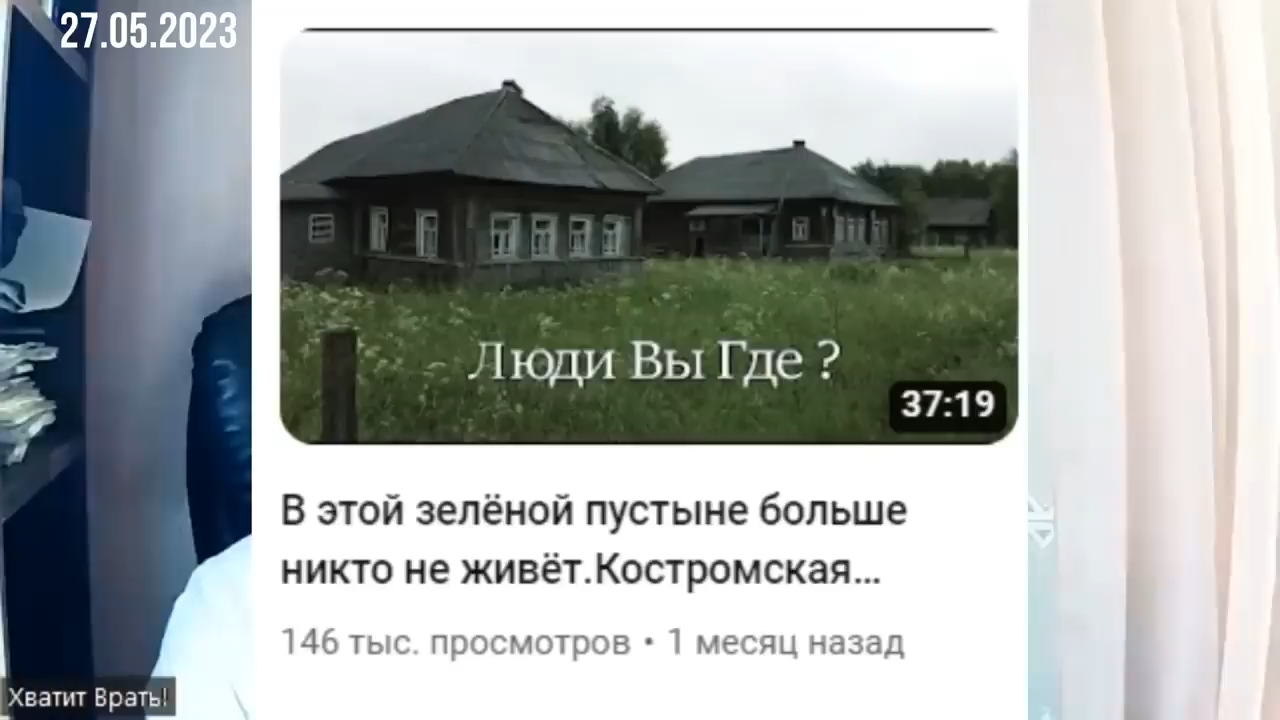 27.05.2023
Люди Вы Где ?
37:19
В этой зелёной пустыне больше
никто не живёт.Костромская...
146 тыс. просмотров • 1 месяц назад
Хватит Врать!